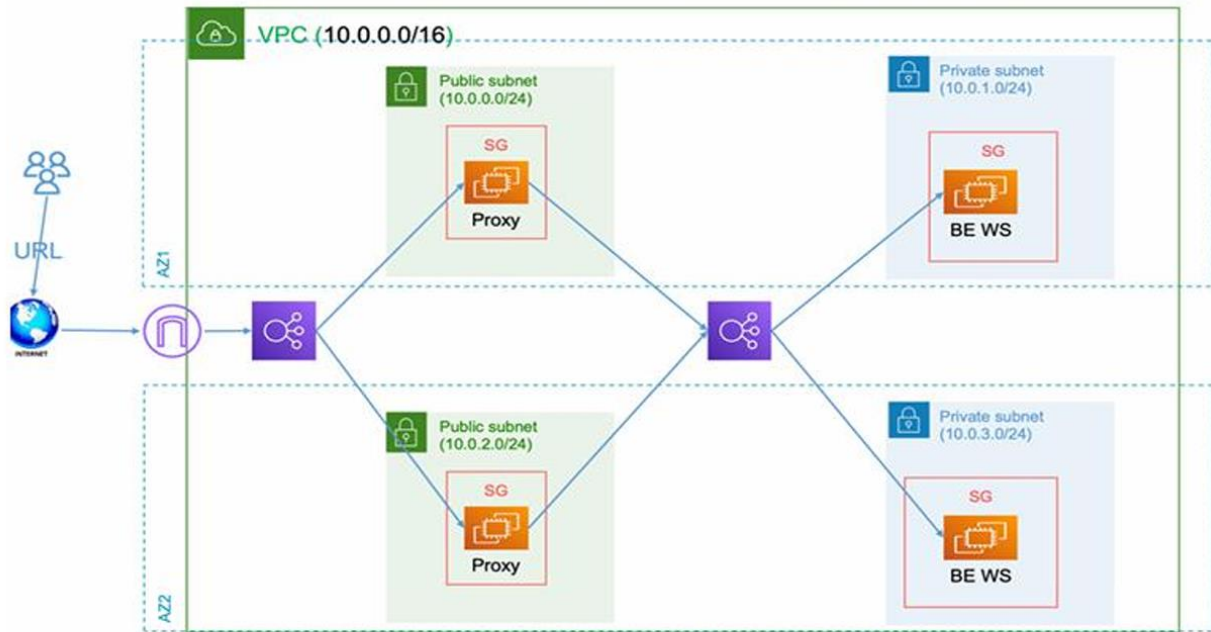 VPC (10.0.0.0/16)
Public subnet
(10.0.0.0/24)
SG
Proxy
Private subnet
(10.0.1.0/24)
SG
BE WS
AZ1
URL
INTERNET
Public subnet
(10.0.2.0/24)
SG
Proxy
Private subnet
(10.0.3.0/24)
SG
BE WS
AZ2